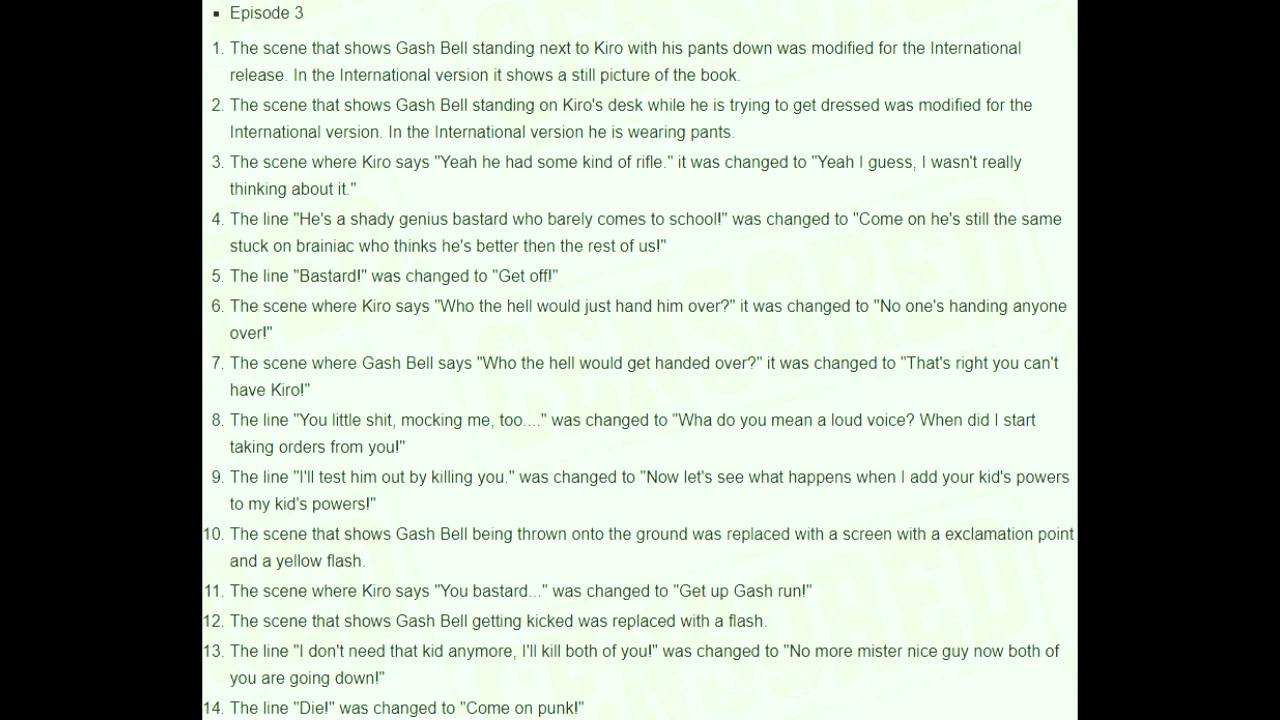 ▪ Episode 3
1. The scene that shows Gash Bell standing next to Kiro with his pants down was modified for the International
release. In the International version it shows a still picture of the book.
2. The scene that shows Gash Bell standing on Kiro's desk while he is trying to get dressed was modified for the
International version. In the International version he is wearing pants.
3. The scene where Kiro says "Yeah he had some kind of rifle." it was changed to "Yeah I guess, I wasn't really
thinking about it."
4. The line "He's a shady genius bastard who barely comes to school!" was changed to "Come on he's still the same
stuck on brainiac who thinks he's better then the rest of us!"
5. The line "Bastard!" was changed to "Get off!"
6. The scene where Kiro says "Who the hell would just hand him over?" it was changed to "No one's handing anyone
over!"
7. The scene where Gash Bell says "Who the hell would get handed over?" it was changed to "That's right you can't
have Kiro!"
8. The line "You little shit, mocking me, too...." was changed to "Wha do you mean a loud voice? When did I start
taking orders from you!"
9. The line "I'll test him out by killing you." was changed to "Now let's see what happens when I add your kid's powers
to my kid's powers!"
10. The scene that shows Gash Bell being thrown onto the ground was replaced with a screen with a exclamation point
and a yellow flash.
11. The scene where Kiro says "You bastard..." was changed to "Get up Gash run!"
12. The scene that shows Gash Bell getting kicked was replaced with a flash.
13. The line "I don't need that kid anymore, I'll kill both of you!" was changed to "No more mister nice guy now both of
you are going down!"
14. The line "Die!" was changed to "Come on punk!"
CENSORED
CENSORED